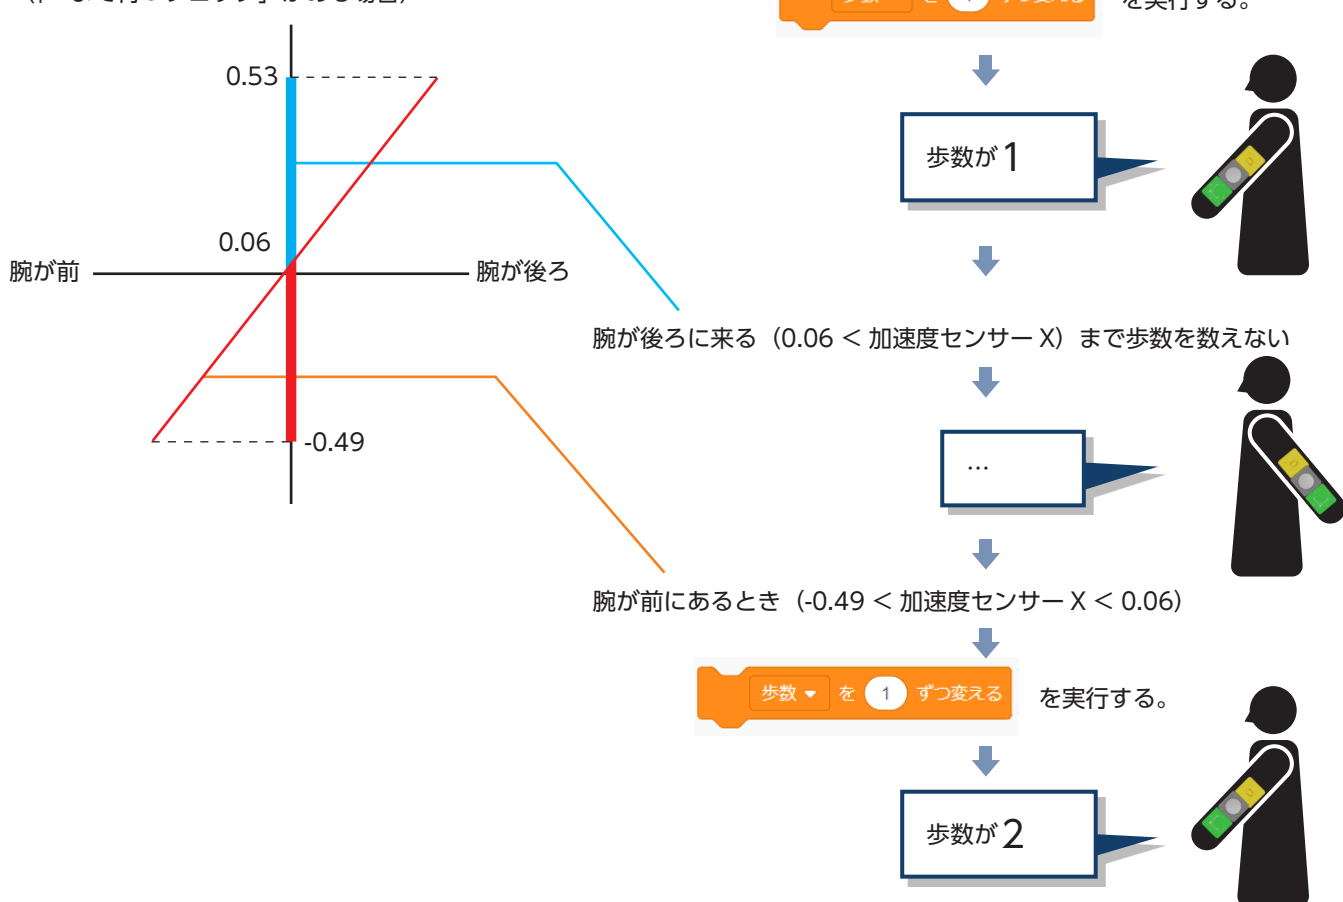 を実行する。
0.53
歩数が1
0.06
腕が前
腕が後ろ
腕が後ろに来る（0.06 < 加速度センサー X）まで歩数を数えない
-0.49
…
腕が前にあるとき（-0.49 < 加速度センサー X < 0.06）
歩数 を 1 ずつ変える を実行する。
歩数が2